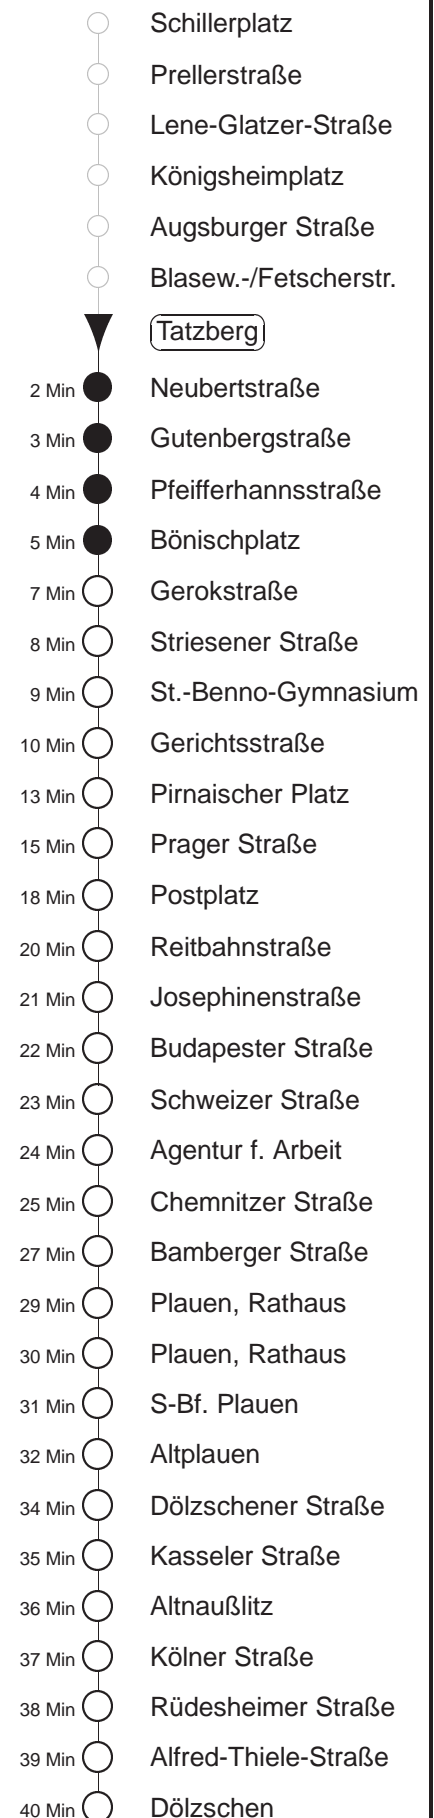 Schillerplatz
Prellerstraße
Lene-Glatzer-Straße
Königsheimplatz
Augsburger Straße
Blasew.-/Fetscherstr.
Tatzberg
2 Min Neubertstraße
3 Min Gutenbergstraße
4 Min Pfeifferhannsstraße
5 Min Bönischplatz
7 Min Gerokstraße
8 Min Striesener Straße
9 Min St.-Benno-Gymnasium
10 Min Gerichtsstraße
13 Min Pirnaischer Platz
15 Min Prager Straße
18 Min Postplatz
20 Min Reitbahnstraße
21 Min Josephinenstraße
22 Min Budapester Straße
23 Min Schweizer Straße
24 Min Agentur f. Arbeit
25 Min Chemnitzer Straße
27 Min Bamberger Straße
29 Min Plauen, Rathaus
30 Min Plauen, Rathaus
31 Min S-Bf. Plauen
32 Min Altplauen
34 Min Dölzschener Straße
35 Min Kasseler Straße
36 Min Altnaußlitz
37 Min Kölner Straße
38 Min Rüdesheimer Straße
39 Min Alfred-Thiele-Straße
40 Min Dölzschen